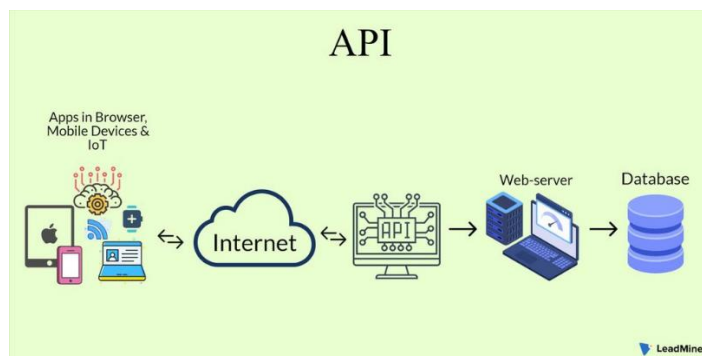 API
Apps in Browser,
Mobile Devices &
IoT
Internet
API
Web-server
Database
LeadMine